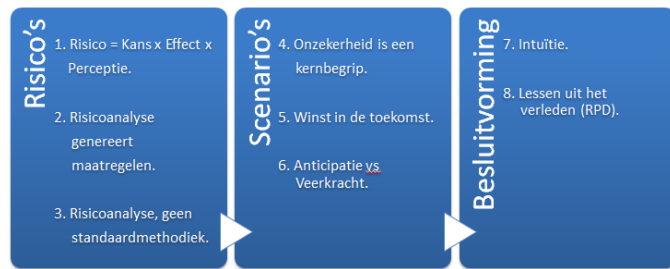 Risico's
1. Risico = Kans x Effect x
Perceptie.
2. Risicoanalyse
genereert
maatregelen.
3. Risicoanalyse, geen
standaardmethodiek.
Scenario's
4. Onzekerheid is een
kernbegrip.
5. Winst in de toekomst.
6. Anticipatie vs
Veerkracht.
Besluitvorming
7. Intuïtie.
8. Lessen uit het
verleden (RPD).